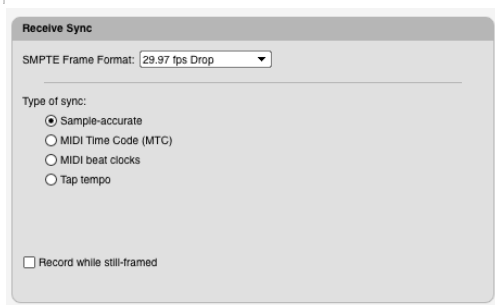 Receive Sync
SMPTE Frame Format: 29.97 fps Drop
Type of sync:
Sample-accurate
MIDI Time Code (MTC)
MIDI beat clocks
Tap tempo
Record while still-framed